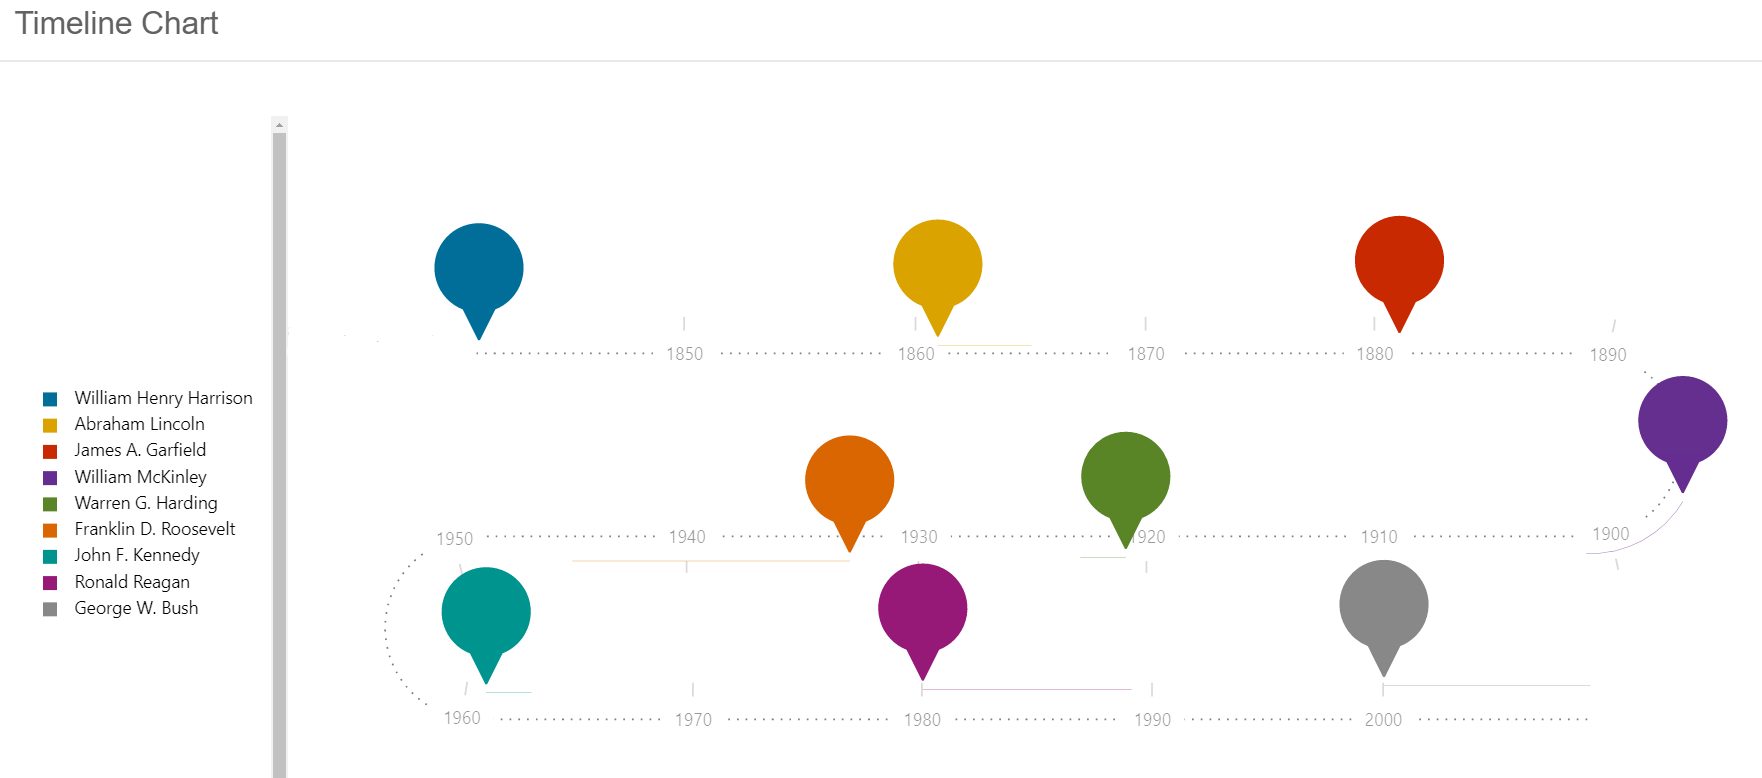 Timeline Chart
1850
1860
1870
1880
1890
William Henry Harrison
Abraham Lincoln
James A. Garfield
William McKinley
Warren G. Harding
Franklin D. Roosevelt
John F. Kennedy
Ronald Reagan
George W. Bush
1950
1940
1930
1920
1910
1900
1960
1970
1980
1990
2000